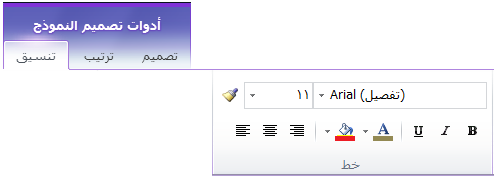 أدوات تصميم النموذج
تصميم ترتيب تنسيق
Arial (تفصيل) ١١
B I U A
خط